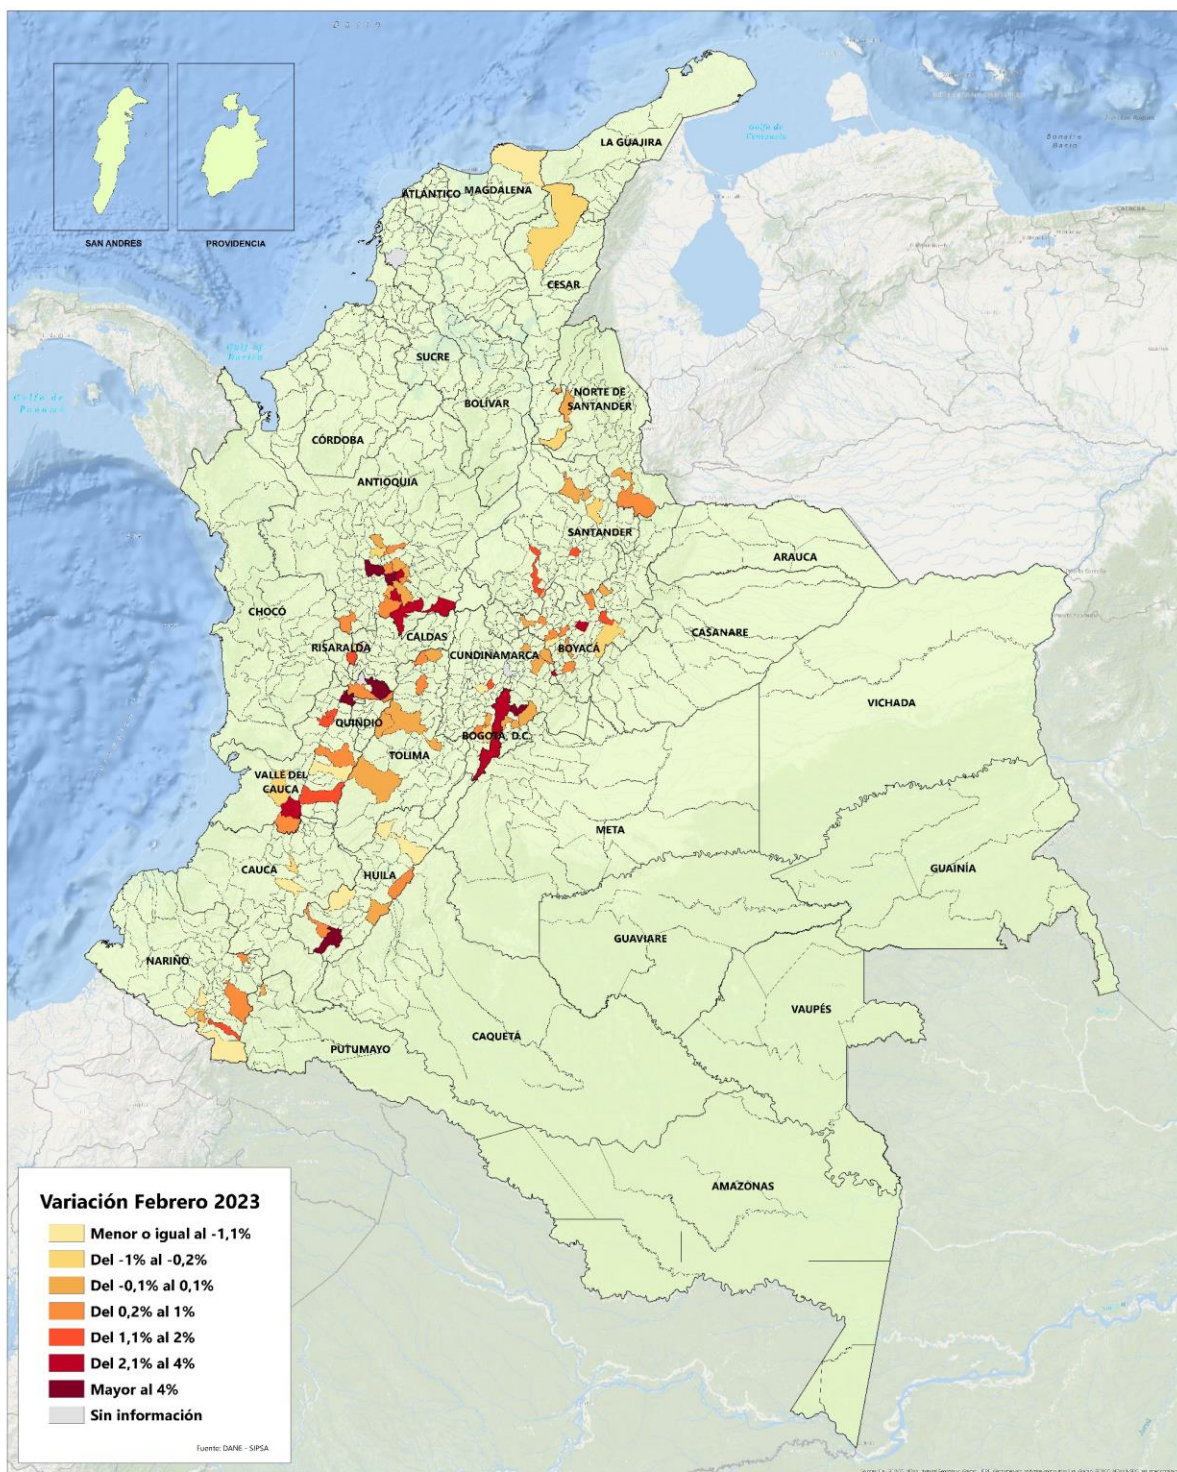 SAN ANDRES
PROVIDENCIA
Golfo de
Venezuela
LA GUAJIRA
ATLÁNTICO
MAGDALENA
CESAR
SUCRE
BOLÍVAR
NORTE DE
SANTANDER
CÓRDOBA
ANTIOQUIA
SANTANDER
ARAUCA
CHOCÓ
CASANARE
RISARALDA
CALDAS
CUNDINAMARCA
BOYACÁ
VICHADA
QUINDÍO
BOGOTÁ, D.C.
TOLIMA
VALLE DEL
CAUCA
META
CAUCA
HUILA
GUAINÍA
GUAVIARE
NARIÑO
VAUPÉS
CAQUETÁ
PUTUMAYO
AMAZONAS
Golfo de
Panamá
Variación Febrero 2023
Menor o igual al -1,1%
Del -1% al -0,2%
Del -0,1% al 0,1%
Del 0,2% al 1%
Del 1,1% al 2%
Del 2,1% al 4%
Mayor al 4%
Sin información
Fuente: DANE - SIPSA